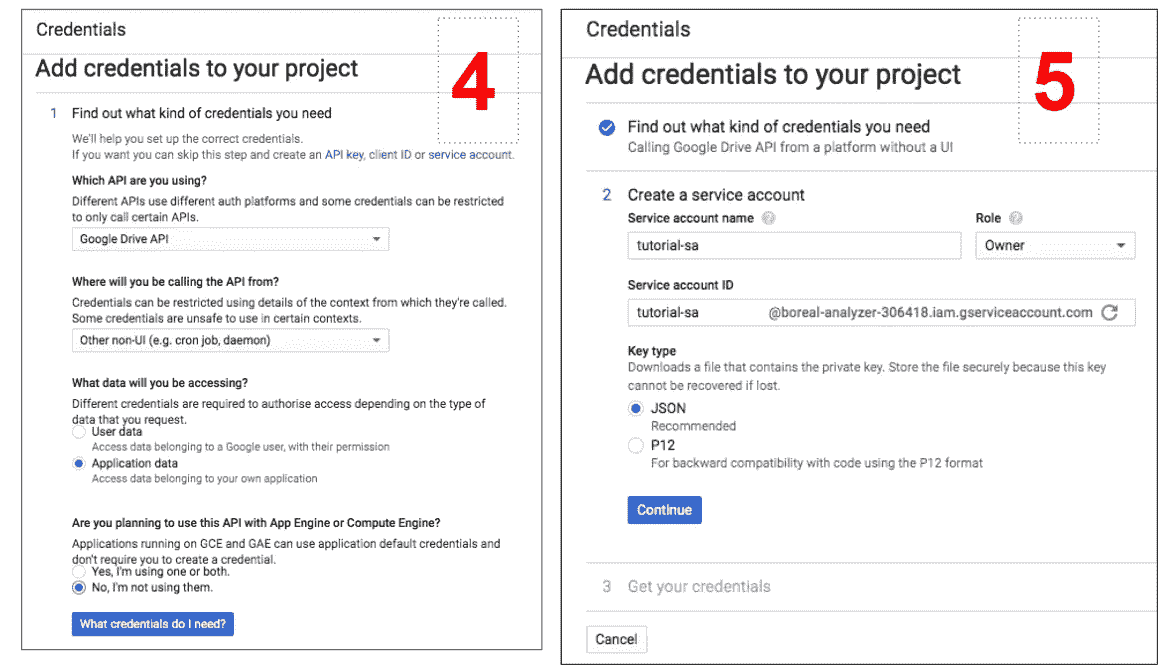 Credentials
4
Add credentials to your project
1 Find out what kind of credentials you need
We'll help you set up the correct credentials.
If you want you can skip this step and create an API key, client ID or service account.
Which API are you using?
Different APIs use different auth platforms and some credentials can be restricted
to only call certain APIs.
Google Drive API
Where will you be calling the API from?
Credentials can be restricted using details of the context from which they're called.
Some credentials are unsafe to use in certain contexts.
Other non-UI (e.g. cron job, daemon)
What data will you be accessing?
Different credentials are required to authorise access depending on the type of
data that you request.
User data
Access data belonging to a Google user, with their permission
Application data
Access data belonging to your own application
Are you planning to use this API with App Engine or Compute Engine?
Applications running on GCE and GAE can use application default credentials and
don't require you to create a credential.
Yes, I'm using one or both.
No, I'm not using them.
What credentials do I need?
Credentials
5
Add credentials to your project
Find out what kind of credentials you need
Calling Google Drive API from a platform without a UI
2 Create a service account
Service account name ? Role ?
tutorial-sa Owner
Service account ID
tutorial-sa @boreal-analyzer-306418.iam.gserviceaccount.com
Key type
Downloads a file that contains the private key. Store the file securely because this key
cannot be recovered if lost.
JSON
Recommended
P12
For backward compatibility with code using the P12 format
Continue
3 Get your credentials
Cancel